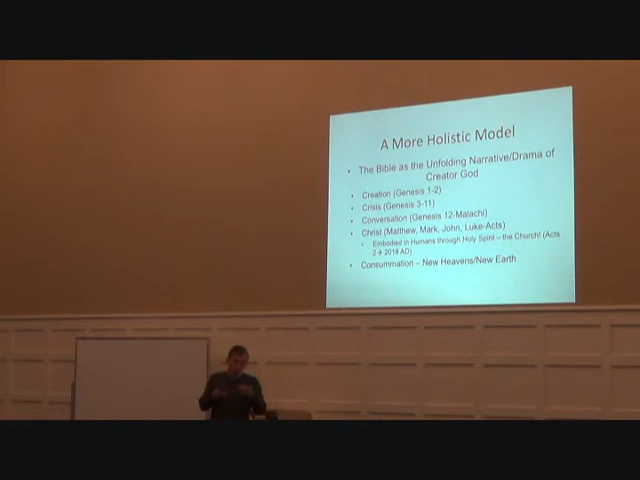 A More Holistic Model
• The Bible as the Unfolding Narrative/Drama of
Creator God
• Creation (Genesis 1-2)
• Crisis (Genesis 3-11)
• Conversation (Genesis 12-Malachi)
• Christ (Matthew, Mark, John, Luke-Acts)
• Embodied in Humans through Holy Spirit – the Church! (Acts
2→ 2018 AD)
• Consummation – New Heavens/New Earth